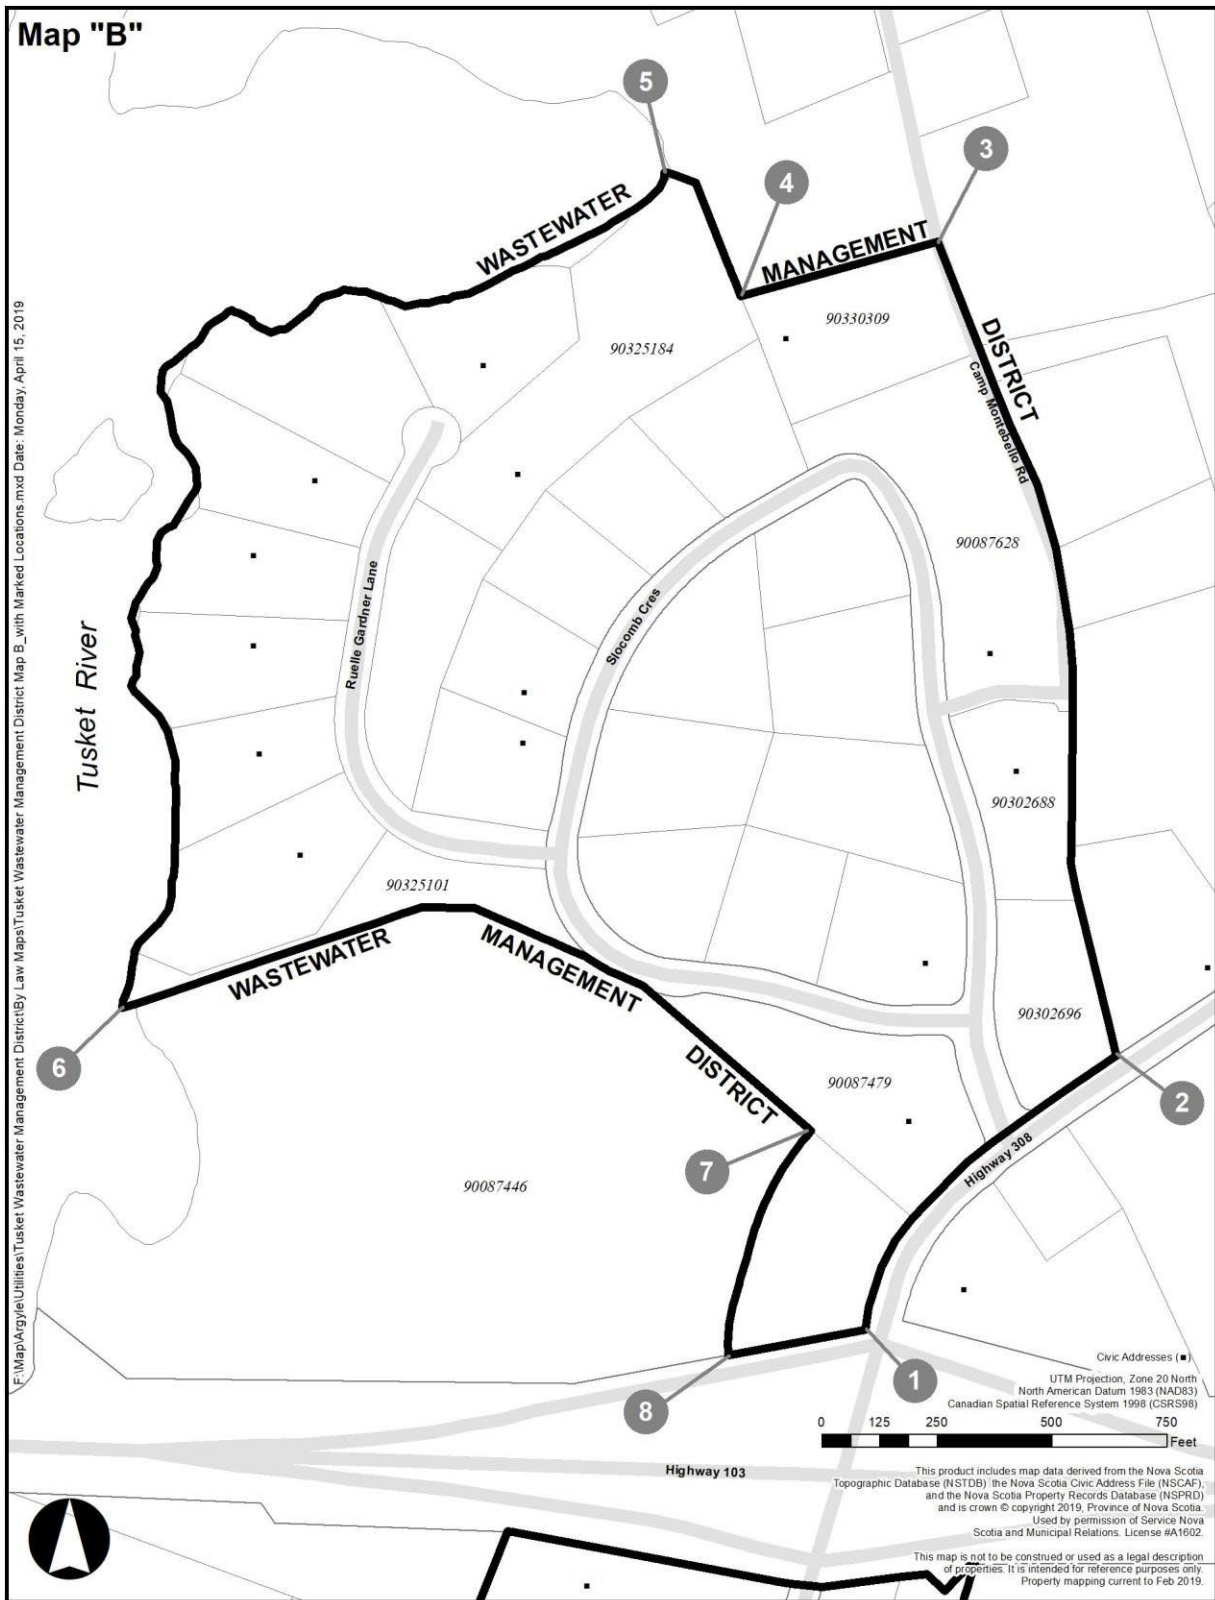 Map "B"
5
3
4
WASTEWATER
MANAGEMENT
DISTRICT
Camp Montebello Rd
90330309
90325184
90087628
F:\Map\Argyle\Utilities\Tusket Wastewater Management District\By Law Maps\Tusket Wastewater Management District Map B_with Marked Locations.mxd Date: Monday, April 15, 2019
Tusket River
Ruelle Gardner Lane
Slocomb Cres
90302688
90325101
WASTEWATER
MANAGEMENT
DISTRICT
90302696
6
90087479
2
7
Highway 308
90087446
1
8
Civic Addresses (■)
UTM Projection, Zone 20 North
North American Datum 1983 (NAD83)
Canadian Spatial Reference System 1998 (CSRS98)
0 125 250 500 750
Feet
Highway 103
This product includes map data derived from the Nova Scotia
Topographic Database (NSTDB) the Nova Scotia Civic Address File (NSCAF),
and the Nova Scotia Property Records Database (NSPRD)
and is crown © copyright 2019, Province of Nova Scotia.
Used by permission of Service Nova
Scotia and Municipal Relations. License #A1602.
This map is not to be construed or used as a legal description
of properties. It is intended for reference purposes only.
Property mapping current to Feb 2019.